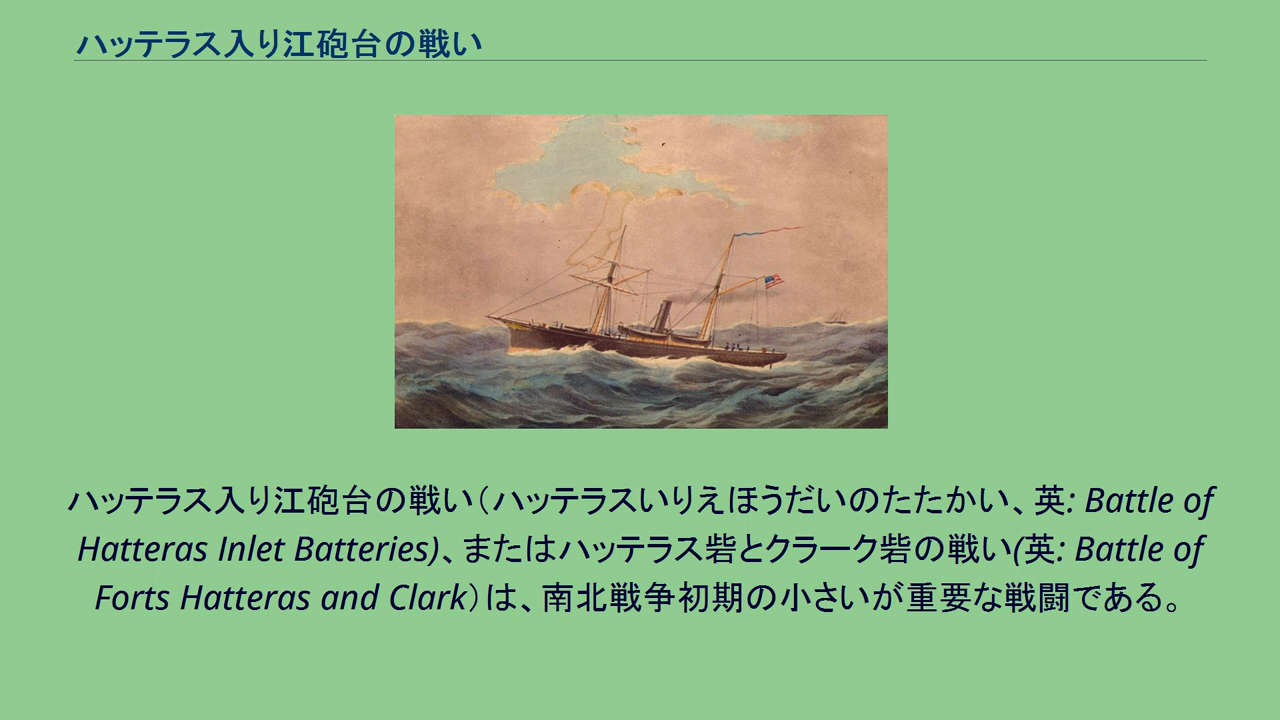 ハッテラス入り江砲台の戦い
ハッテラス入り江砲台の戦い（ハッテラスいりえほうだいのたたかい、英: Battle of
Hatteras Inlet Batteries)、またはハッテラス砦とクラーク砦の戦い(英: Battle of
Forts Hatteras and Clark）は、南北戦争初期の小さいが重要な戦闘である。